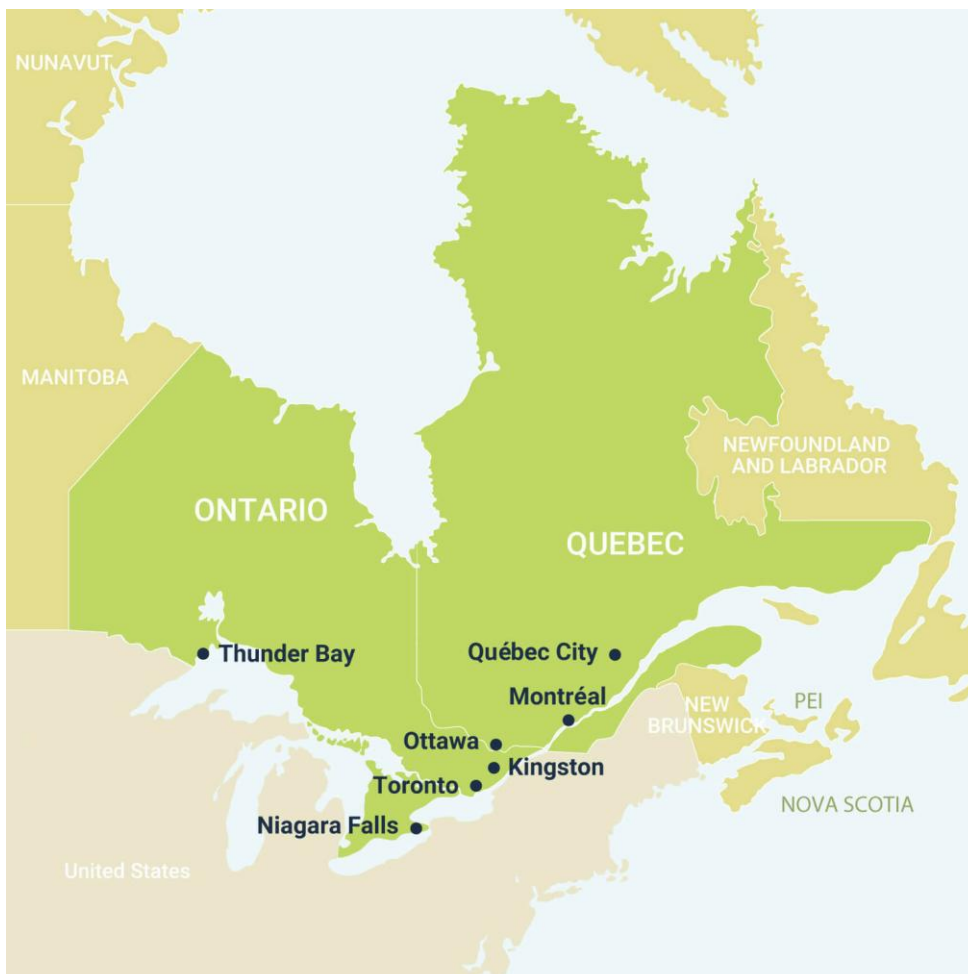 NUNAVUT
MANITOBA
NEWFOUNDLAND
AND LABRADOR
ONTARIO
QUEBEC
Thunder Bay
Québec City
Montréal
NEW
BRUNSWICK
PEI
Ottawa
Kingston
Toronto
NOVA SCOTIA
Niagara Falls
United States